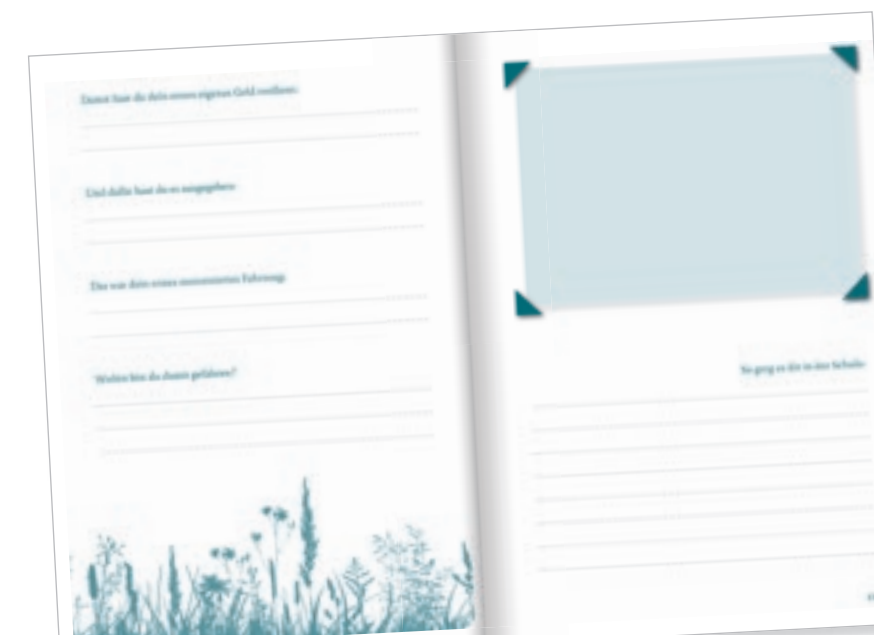 Damit hast du dein erstes eigenes Geld verdient:
Und dafür hast du es ausgegeben:
Das war dein erstes motorisiertes Fahrzeug:
Wohin bist du damit gefahren?
So ging es dir in der Schule: